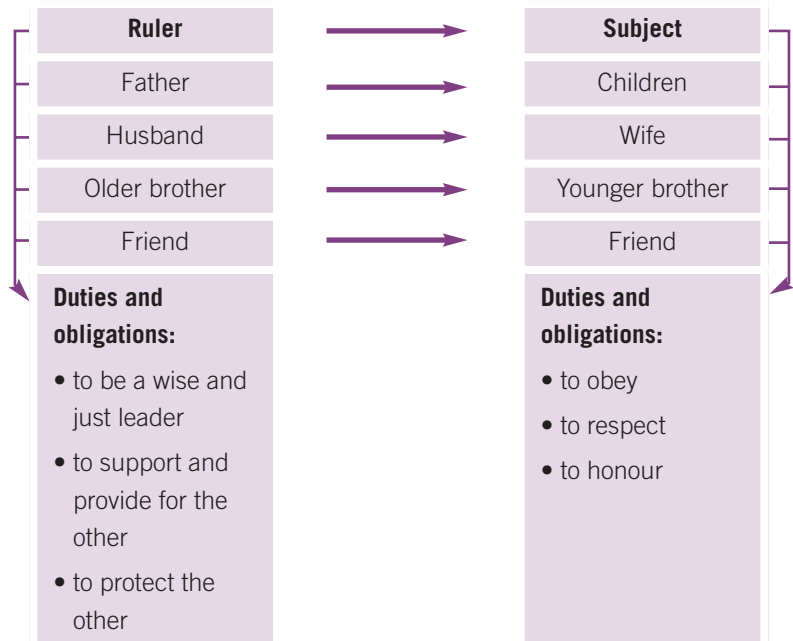 Ruler
Subject
Father
Children
Husband
Wife
Older brother
Younger brother
Friend
Friend
Duties and
obligations:
• to be a wise and
just leader
• to support and
provide for the
other
• to protect the
other
Duties and
obligations:
• to obey
• to respect
• to honour